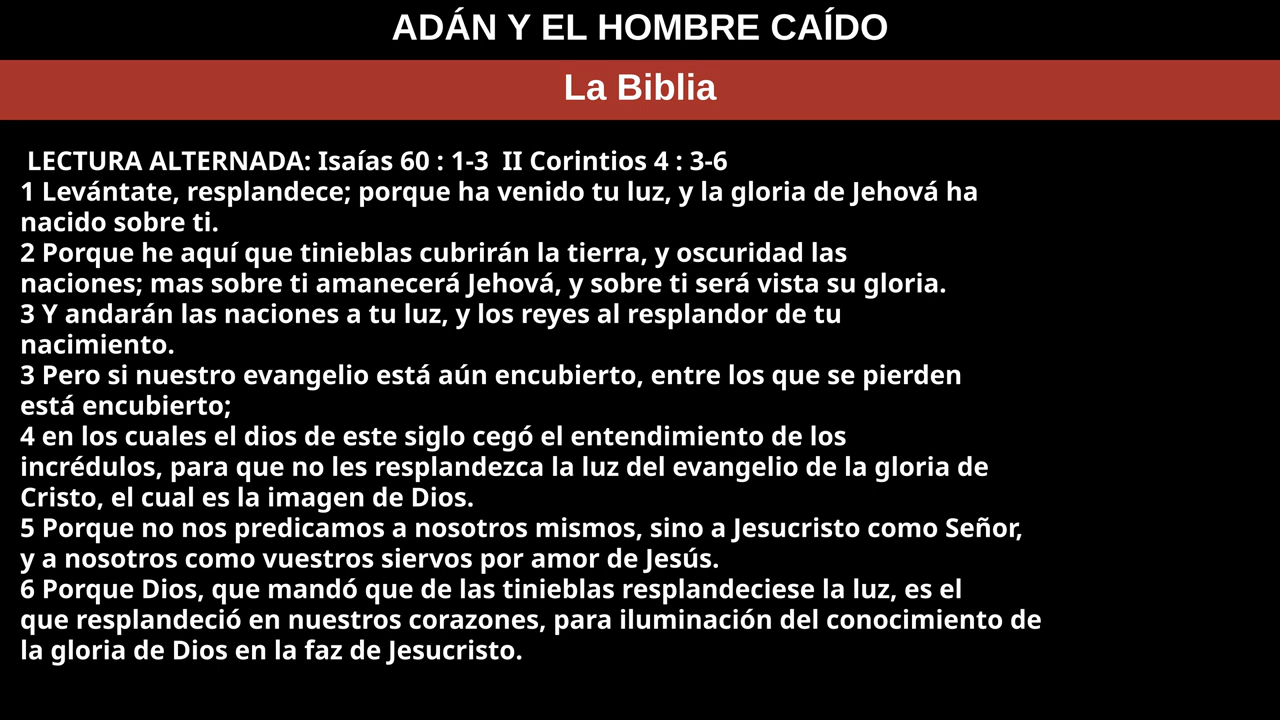 ADÁN Y EL HOMBRE CAÍDO
La Biblia
LECTURA ALTERNADA: Isaías 60 : 1-3  II Corintios 4 : 3-6
1 Levántate, resplandece; porque ha venido tu luz, y la gloria de Jehová ha
nacido sobre ti.
2 Porque he aquí que tinieblas cubrirán la tierra, y oscuridad las
naciones; mas sobre ti amanecerá Jehová, y sobre ti será vista su gloria.
3 Y andarán las naciones a tu luz, y los reyes al resplandor de tu
nacimiento.
3 Pero si nuestro evangelio está aún encubierto, entre los que se pierden
está encubierto;
4 en los cuales el dios de este siglo cegó el entendimiento de los
incrédulos, para que no les resplandezca la luz del evangelio de la gloria de
Cristo, el cual es la imagen de Dios.
5 Porque no nos predicamos a nosotros mismos, sino a Jesucristo como Señor,
y a nosotros como vuestros siervos por amor de Jesús.
6 Porque Dios, que mandó que de las tinieblas resplandeciese la luz, es el
que resplandeció en nuestros corazones, para iluminación del conocimiento de
la gloria de Dios en la faz de Jesucristo.